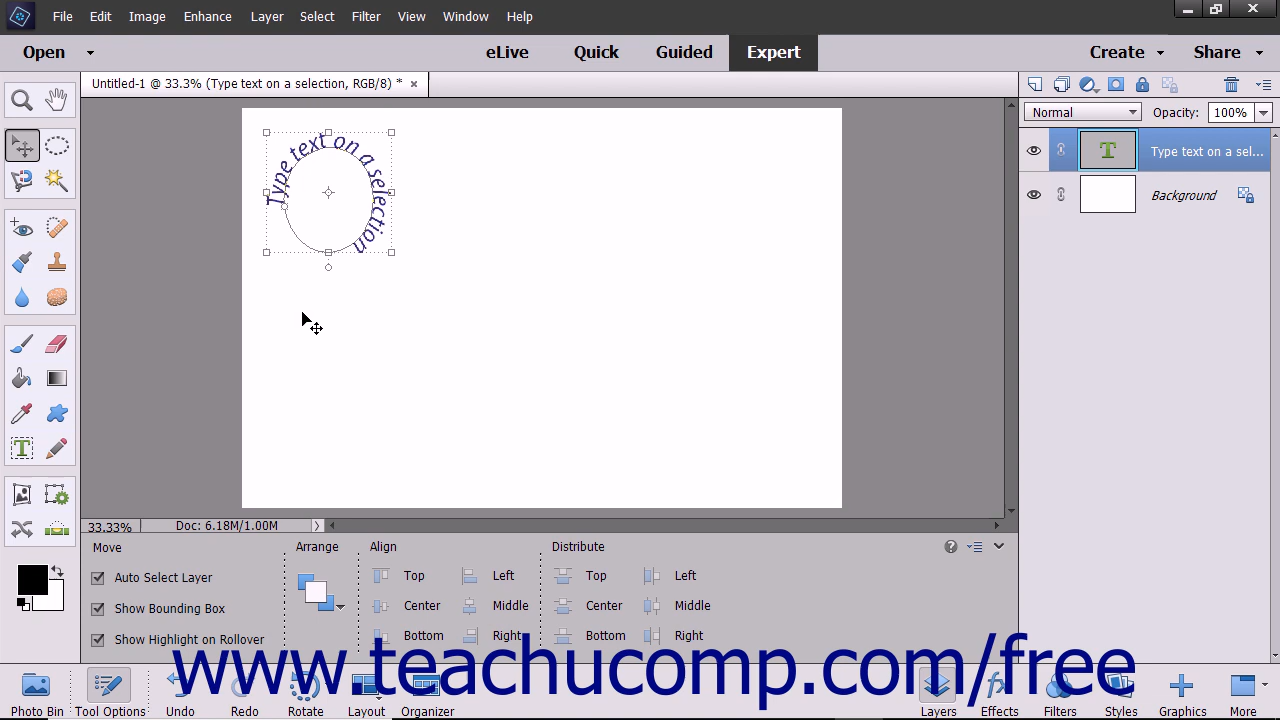 File Edit Image Enhance Layer Select Filter View Window Help
Open eLive Quick Guided Expert Create Share
Untitled-1 @ 33.3% (Type text on a selection, RGB/8) * ×
Normal Opacity: 100%
Type text on a selection
T Type text on a sel...
Background
T
33.33% Doc: 6.18M/1.00M
Move Arrange Align Distribute
Auto Select Layer Top Left Top Left
Show Bounding Box Center Middle Center Middle
Show Highlight on Rollover Bottom Right Bottom Right
www.teachucomp.com/free
Photo Bin Tool Options Undo Redo Rotate Layout Organizer Layers Effects Filters Styles Graphics More